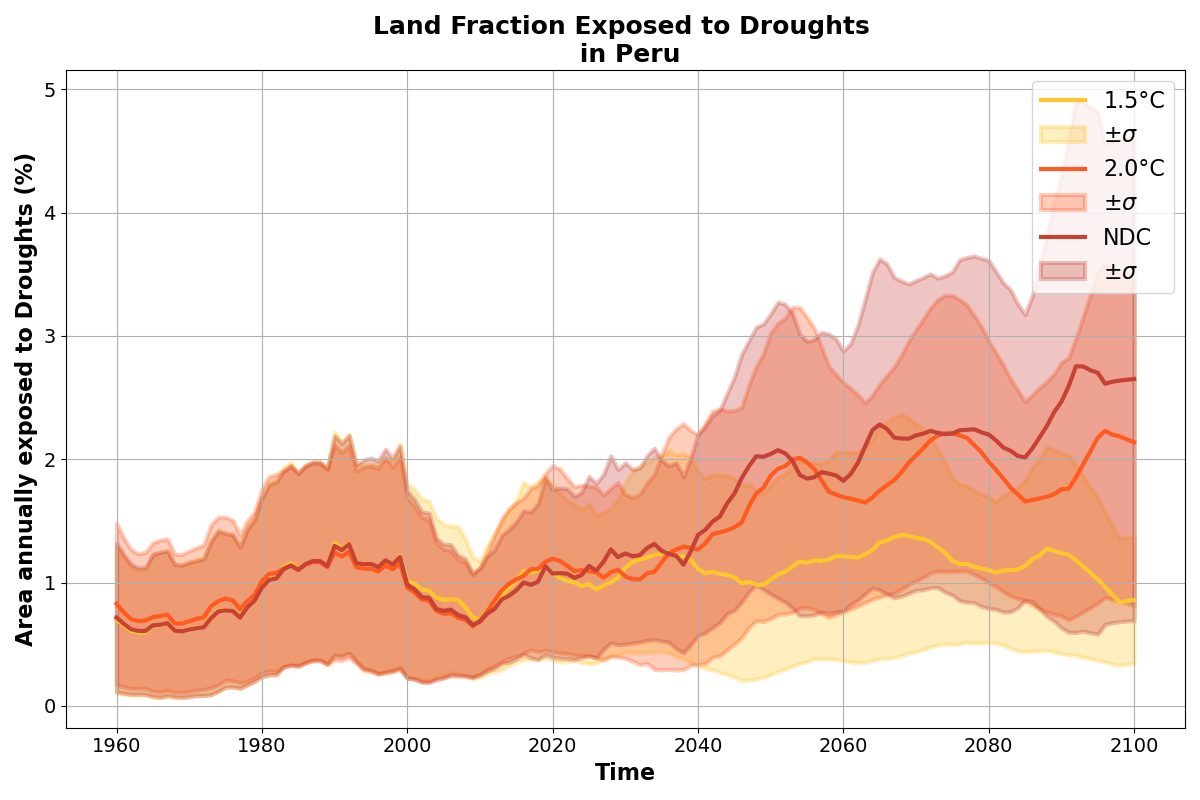 Land Fraction Exposed to Droughts
in Peru
Area annually exposed to Droughts (%)
5
4
3
2
1
0
1960 1980 2000 2020 2040 2060 2080 2100
Time
1.5°C
±σ
2.0°C
±σ
NDC
±σ